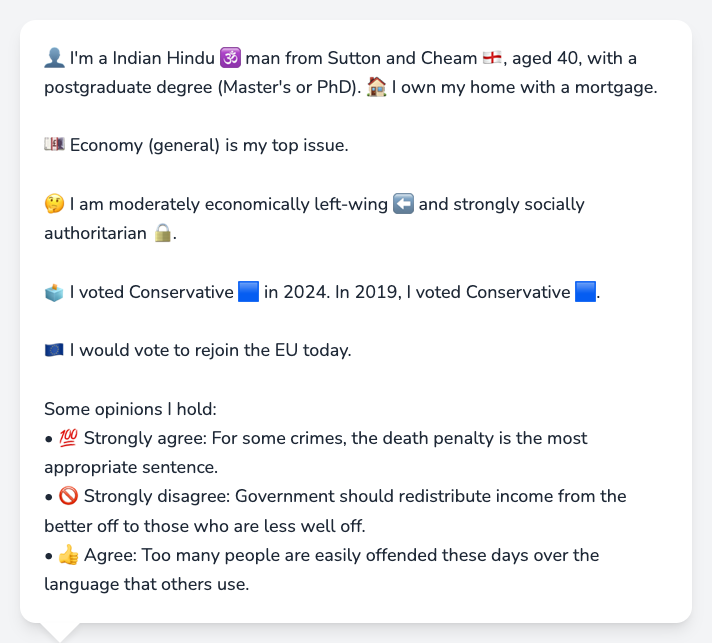 👤 I'm a Indian Hindu 🕉️ man from Sutton and Cheam 🏴󠁧󠁢󠁥󠁮󠁧󠁿, aged 40, with a
postgraduate degree (Master's or PhD). 🏠 I own my home with a mortgage.
💷 Economy (general) is my top issue.
🤔 I am moderately economically left-wing ⬅️ and strongly socially
authoritarian 🔒.
🗳️ I voted Conservative 🟦 in 2024. In 2019, I voted Conservative 🟦.
🇪🇺 I would vote to rejoin the EU today.
Some opinions I hold:
• 💯 Strongly agree: For some crimes, the death penalty is the most
appropriate sentence.
• 🚫 Strongly disagree: Government should redistribute income from the
better off to those who are less well off.
• 👍 Agree: Too many people are easily offended these days over the
language that others use.